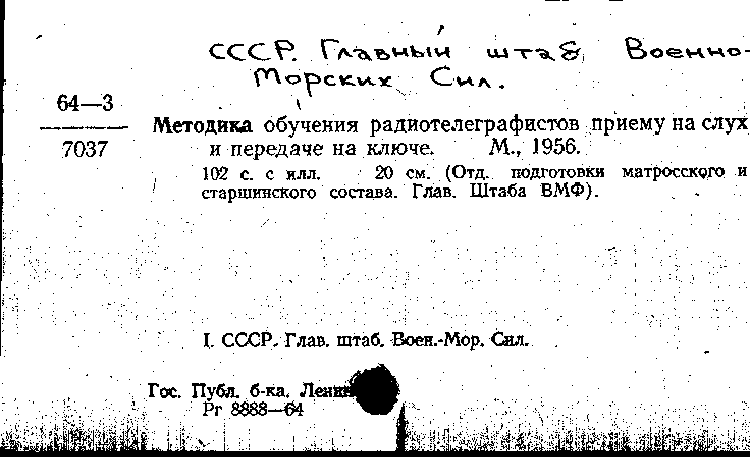 СССР. Главный штаб Военно-
Морских Сил.
64—3
7037
Методика обучения радиотелеграфистов приему на слух
и передаче на ключе. М., 1956.
102 с. с илл. 20 см. (Отд. подготовки матросского и
старшинского состава. Глав. Штаба ВМФ).
I. СССР. Глав. штаб. Воен.-Мор. Сил.
Гос. Публ. б-ка. Ленин
Рг 8888—64